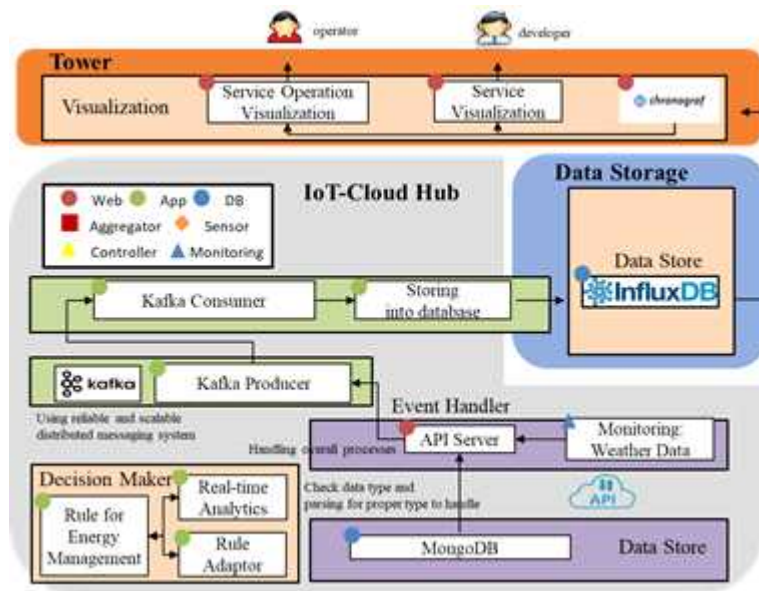 operator
developer
Tower
Visualization
Service Operation
Visualization
Service
Visualization
chronograf
IoT-Cloud Hub
Data Storage
Web
App
DB
Aggregator
Sensor
Controller
Monitoring
Data Store
InfluxDB
Kafka Consumer
Storing
into database
kafka
Kafka Producer
Using reliable and scalable
distributed messaging system
Event Handler
API Server
Monitoring:
Weather Data
Handling overall processes
Decision Maker
Rule for
Energy
Management
Real-time
Analytics
Rule
Adaptor
Check data type and
parsing for proper type to handle
API
MongoDB
Data Store